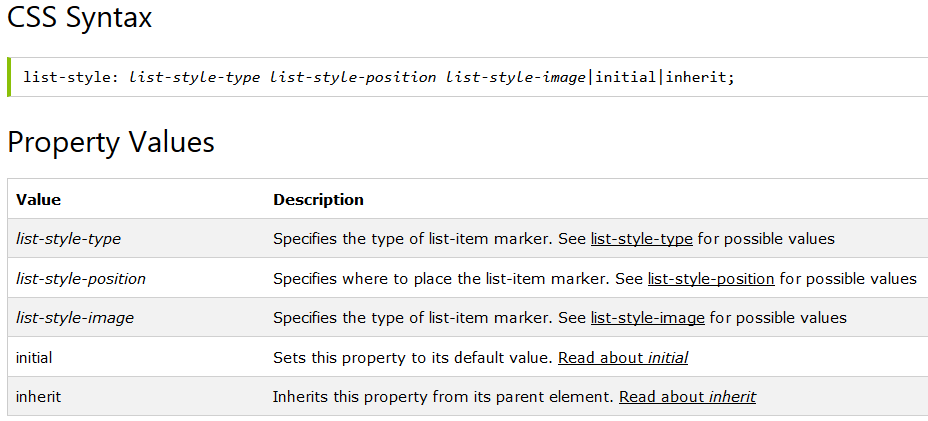 CSS Syntax
list-style: list-style-type list-style-position list-style-image|initial|inherit;
Property Values
Value Description
list-style-type Specifies the type of list-item marker. See list-style-type for possible values
list-style-position Specifies where to place the list-item marker. See list-style-position for possible values
list-style-image Specifies the type of list-item marker. See list-style-image for possible values
initial Sets this property to its default value. Read about initial
inherit Inherits this property from its parent element. Read about inherit